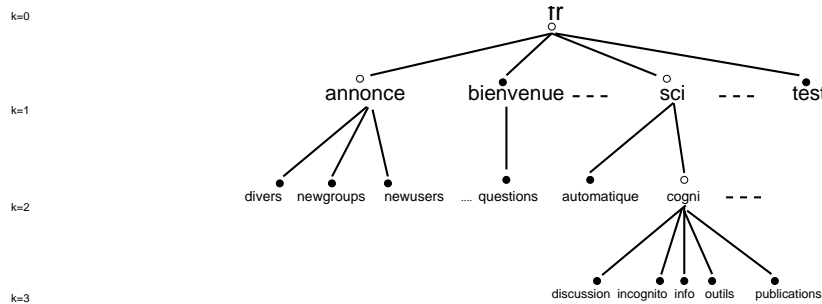 k=0
fr
annonce bienvenue --- sci --- test
k=1
divers newgroups newusers .... questions automatique cogni ---
k=2
discussion incognito info outils publications
k=3